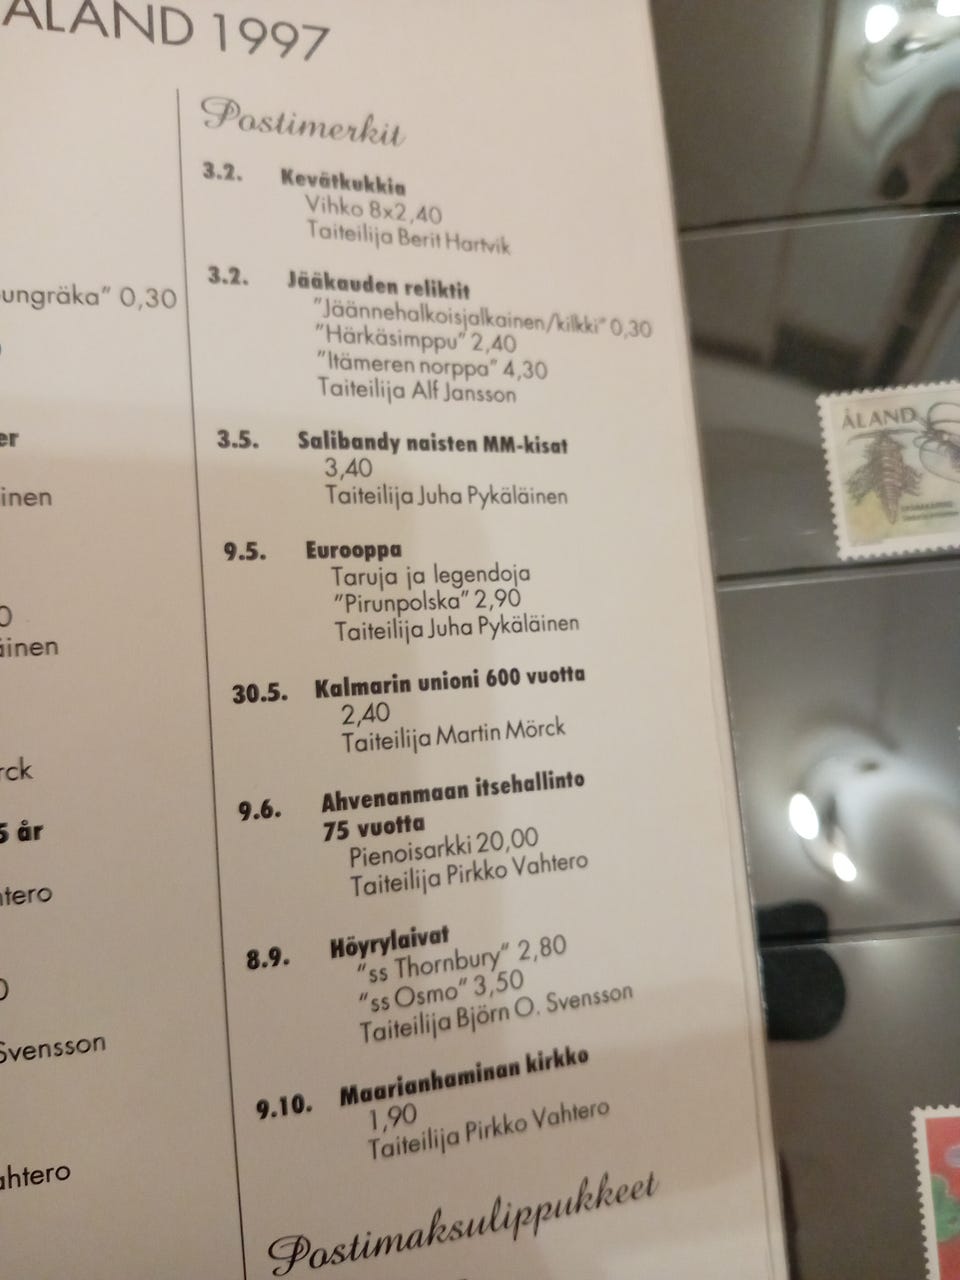 ÅLAND 1997
ungräka" 0,30
er
inen
0
äinen
rck
5 år
htero
0
Svensson
ahtero
Postimerkit
3.2. Kevätkukkia
Vihko 8x2,40
Taiteilija Berit Hartvik
3.2. Jääkauden reliktit
"Jäännehalkoisjalkainen/kilkki" 0,30
"Härkäsimppu" 2,40
"Itämeren norppa" 4,30
Taiteilija Alf Jansson
3.5. Salibandy naisten MM-kisat
3,40
Taiteilija Juha Pykäläinen
9.5. Eurooppa
Taruja ja legendoja
"Pirunpolska" 2,90
Taiteilija Juha Pykäläinen
30.5. Kalmarin unioni 600 vuotta
2,40
Taiteilija Martin Mörck
9.6. Ahvenanmaan itsehallinto
75 vuotta
Pienoisarkki 20,00
Taiteilija Pirkko Vahtero
8.9. Höyrylaivat
"ss Thornbury" 2,80
"ss Osmo" 3,50
Taiteilija Björn O. Svensson
9.10. Maarianhaminan kirkko
1,90
Taiteilija Pirkko Vahtero
Postimaksulippukkeet
ÅLAND